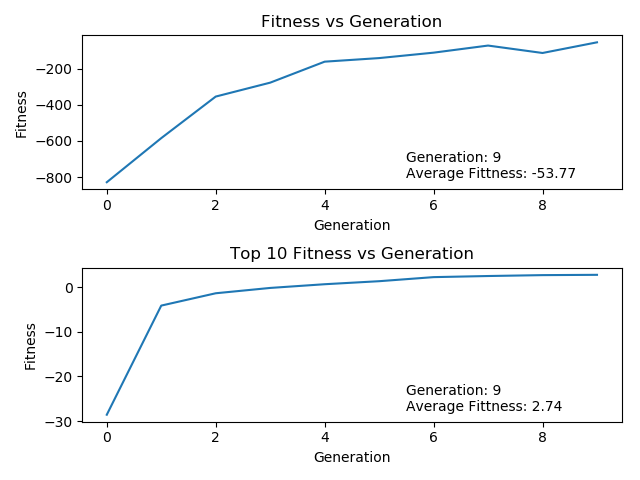 Fitness vs Generation
Fitness
−200
−400
−600
−800
0
2
4
6
8
Generation: 9
Average Fittness: -53.77
Generation
Top 10 Fitness vs Generation
Fitness
0
−10
−20
−30
0
2
4
6
8
Generation: 9
Average Fittness: 2.74
Generation